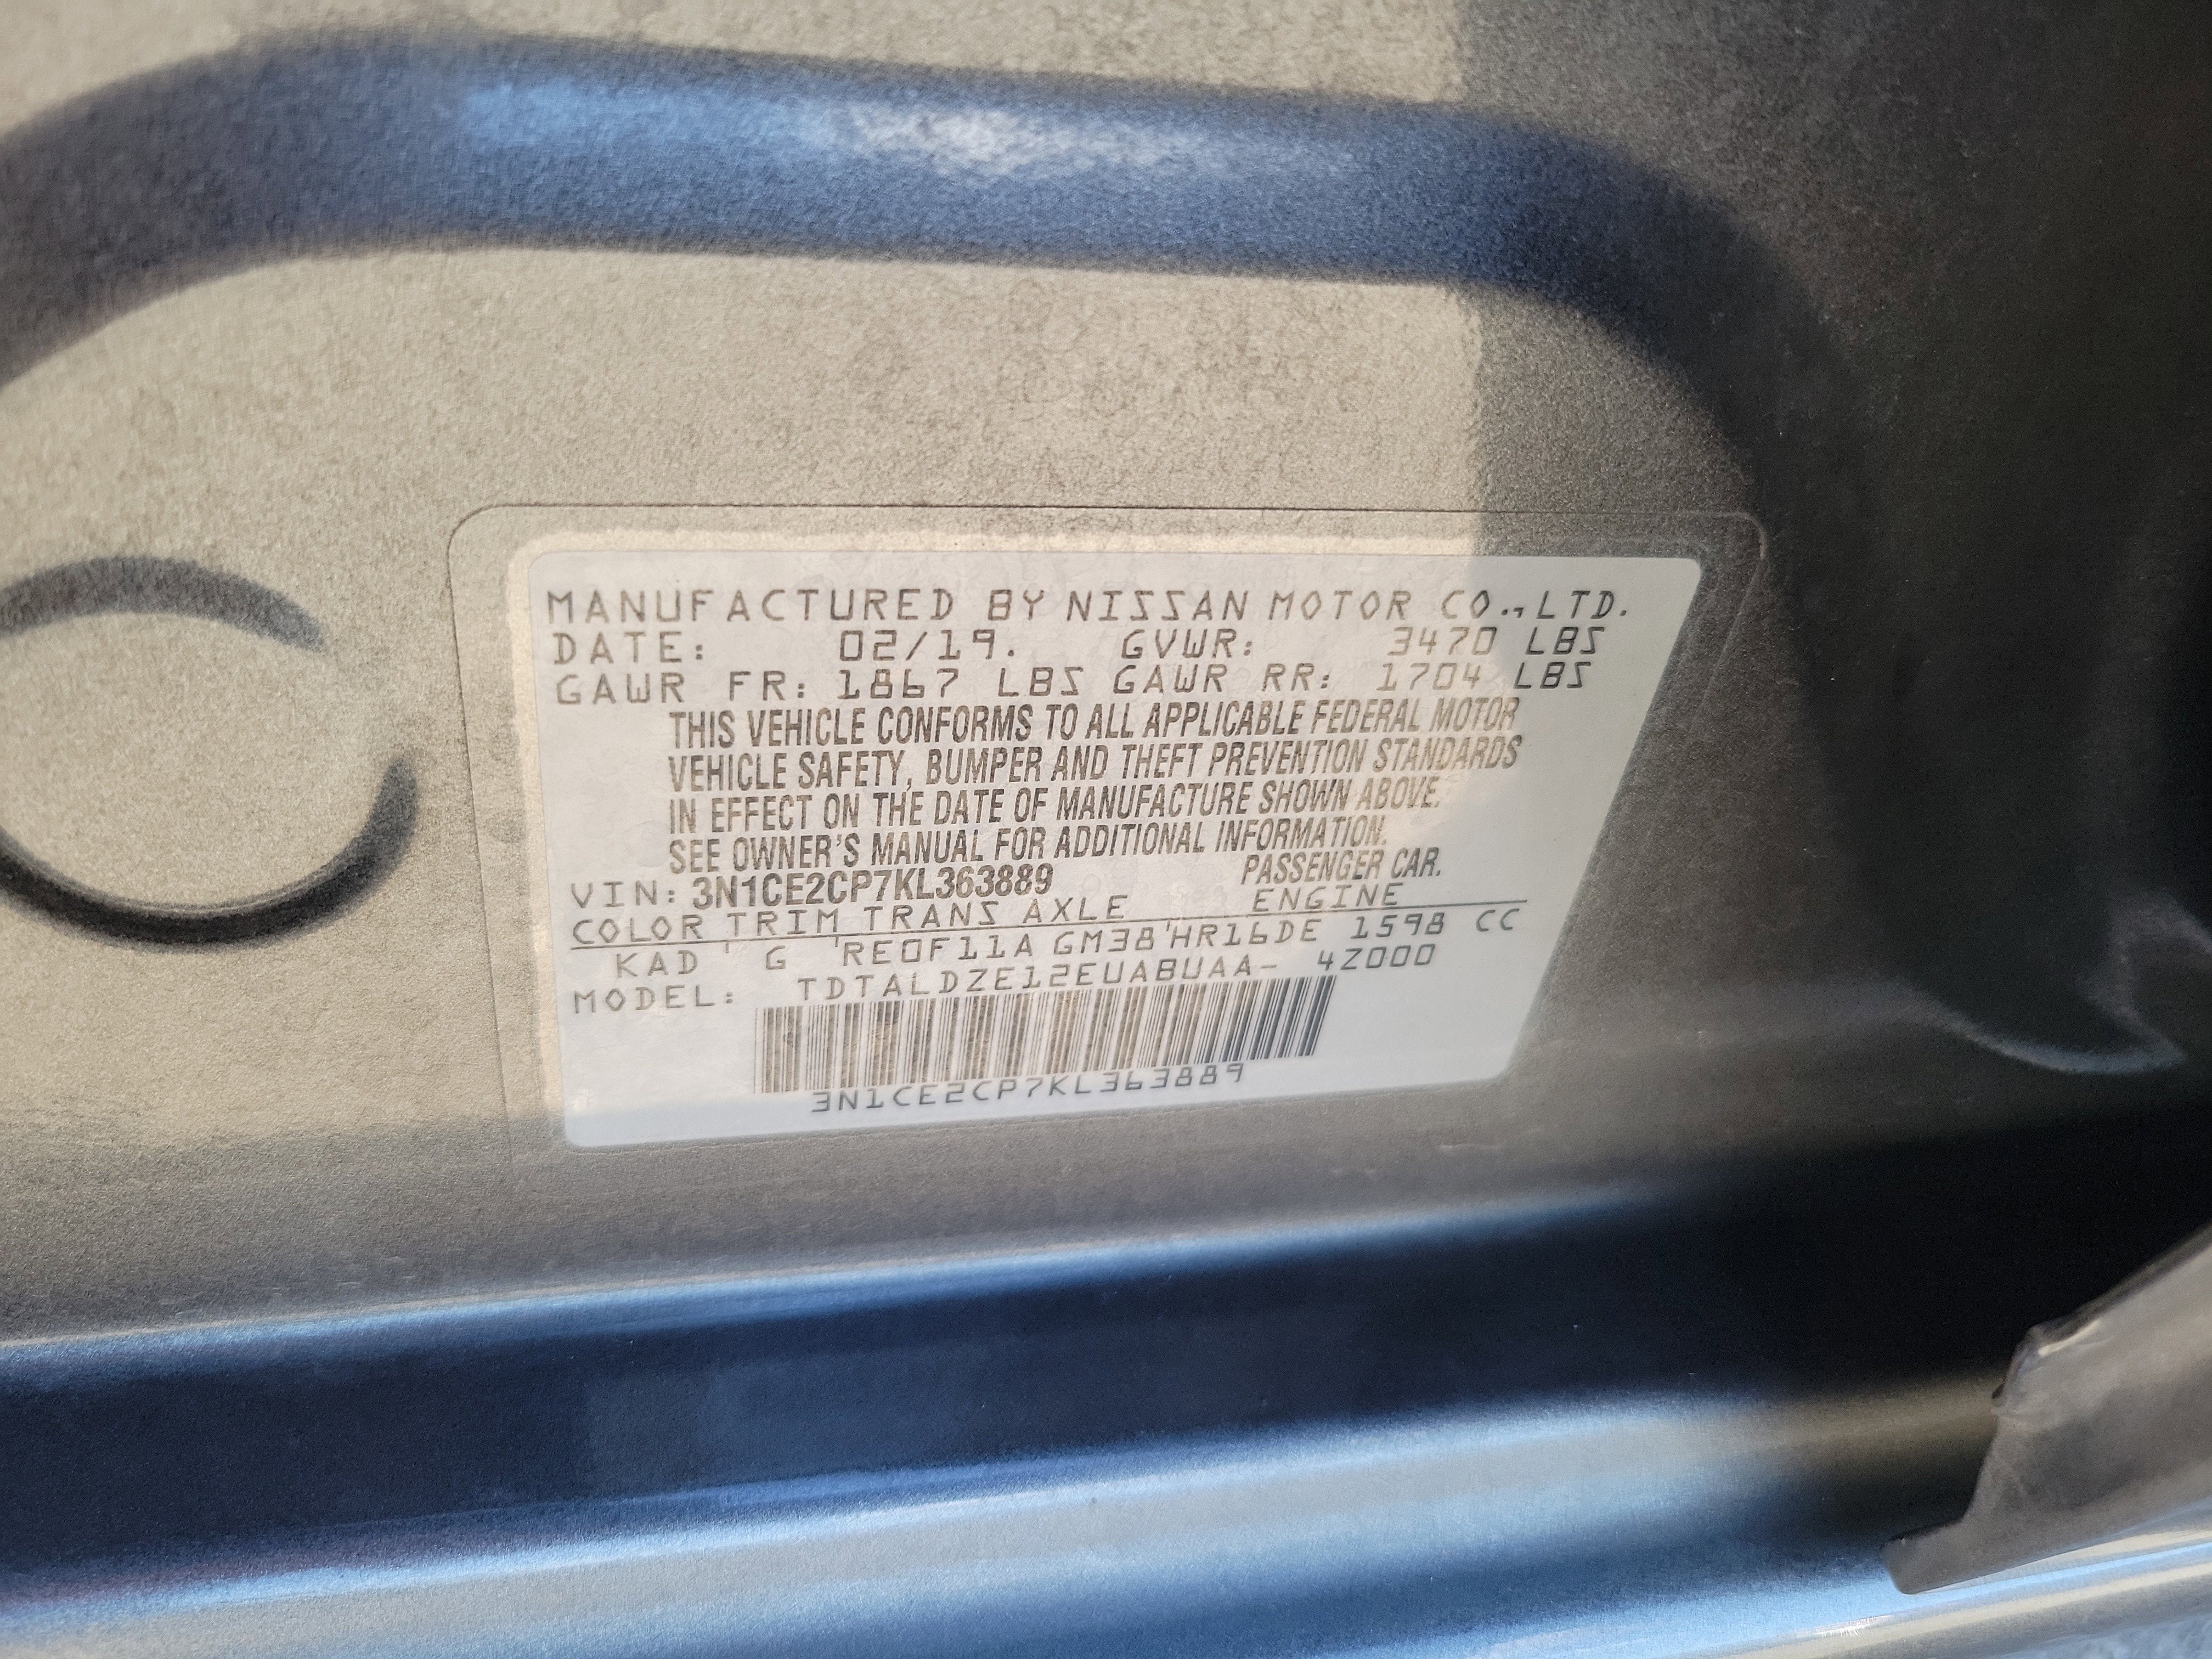 MANUFACTURED BY NISSAN MOTOR CO., LTD.
DATE: 02/19. GVWR: 3470 LBS
GAWR FR: 1867 LBS GAWR RR: 1704 LBS
THIS VEHICLE CONFORMS TO ALL APPLICABLE FEDERAL MOTOR
VEHICLE SAFETY, BUMPER AND THEFT PREVENTION STANDARDS
IN EFFECT ON THE DATE OF MANUFACTURE SHOWN ABOVE.
SEE OWNER'S MANUAL FOR ADDITIONAL INFORMATION.
VIN: 3N1CE2CP7KL363889 PASSENGER CAR.
COLOR TRIM TRANS AXLE ENGINE
KAD ' G 'RE0F11A GM38'HR16DE 1598 CC
MODEL: TDTALDZE12EUABUAA- 4Z000
3N1CE2CP7KL363889